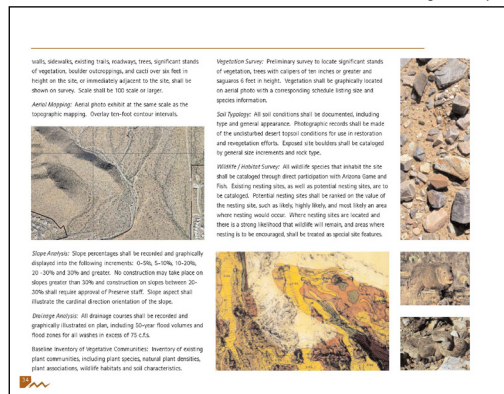 walls, sidewalks, existing trails, roadways, trees, significant stands
of vegetation, boulder outcroppings, and cacti over six feet in
height on the site, or immediately adjacent to the site, shall be
shown on survey. Scale shall be 100 scale or larger.
Aerial Mapping: Aerial photo exhibit at the same scale as the
topographic mapping. Overlay ten-foot contour intervals.
Slope Analysis: Slope percentages shall be recorded and graphically
displayed into the following increments: 0-5%, 5-10%, 10-20%,
20 -30% and 30% and greater. No construction may take place on
slopes greater than 30% and construction on slopes between 20-
30% shall require approval of Preserve staff. Slope aspect shall
illustrate the cardinal direction orientation of the slope.
Drainage Analysis: All drainage courses shall be recorded and
graphically illustrated on plan, including 50-year flood volumes and
flood zones for all washes in excess of 75 c.f.s.
Baseline Inventory of Vegetative Communities: Inventory of existing
plant communities, including plant species, natural plant densities,
plant associations, wildlife habitats and soil characteristics.
Vegetation Survey: Preliminary survey to locate significant stands
of vegetation, trees with calipers of ten inches or greater and
saguaros 6 feet in height. Vegetation shall be graphically located
on aerial photo with a corresponding schedule listing size and
species information.
Soil Typology: All soil conditions shall be documented, including
type and general appearance. Photographic records shall be made
of the undisturbed desert topsoil conditions for use in restoration
and revegetation efforts. Exposed site boulders shall be cataloged
by general size increments and rock type.
Wildlife / Habitat Survey: All wildlife species that inhabit the site
shall be cataloged through direct participation with Arizona Game and
Fish. Existing nesting sites, as well as potential nesting sites, are to
be cataloged. Potential nesting sites shall be ranked on the value of
the nesting site, such as likely, highly likely, and most likely an area
where nesting would occur. Where nesting sites are located and
there is a strong likelihood that wildlife will remain, and areas where
nesting is to be encouraged, shall be treated as special site features.
34